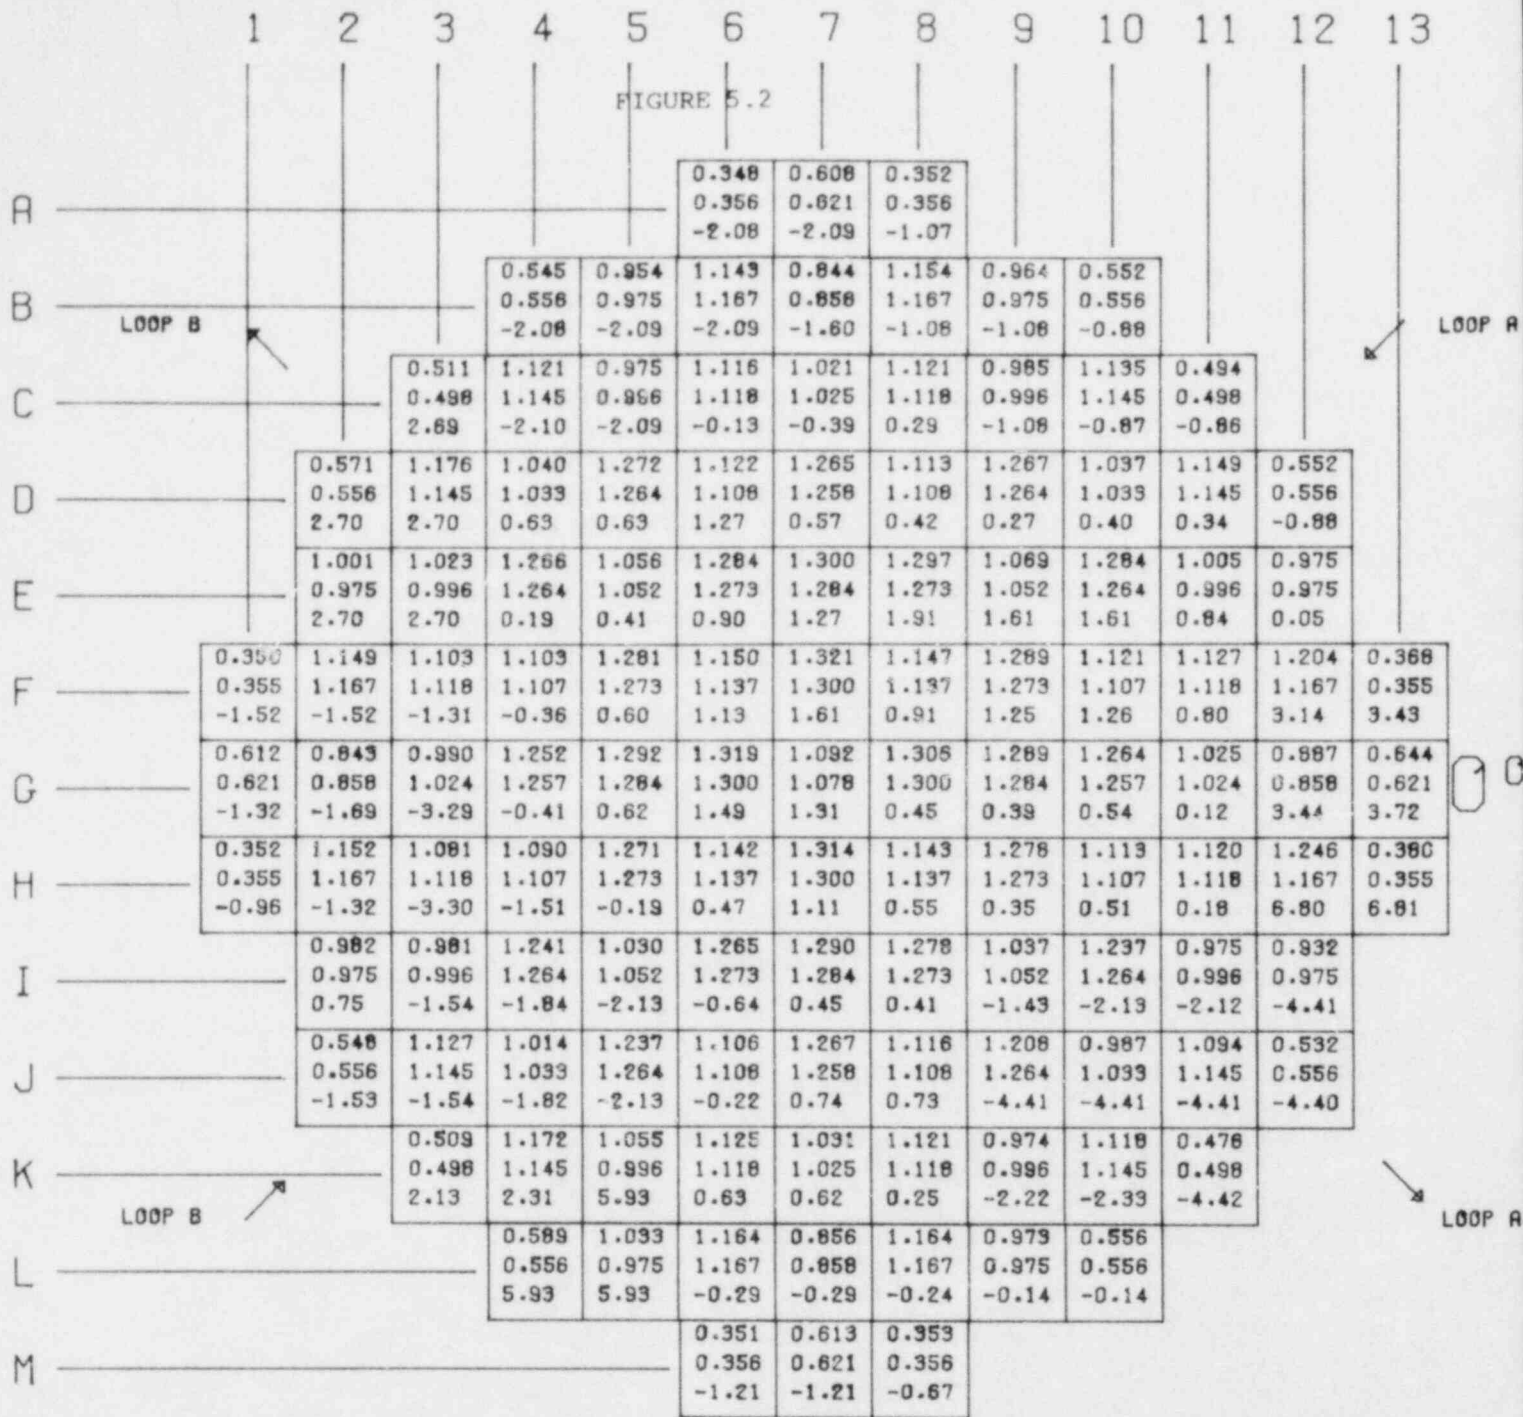 1 2 3 4 5 6 7 8 9 10 11 12 13
FIGURE 5.2
0.348 0.608 0.352
A 0.356 0.621 0.356
-2.08 -2.09 -1.07
0.545 0.954 1.143 0.844 1.154 0.964 0.552
B 0.556 0.975 1.167 0.858 1.167 0.975 0.556
LOOP B -2.08 -2.09 -2.09 -1.60 -1.08 -1.08 -0.88 LOOP A
0.511 1.121 0.975 1.116 1.021 1.121 0.985 1.135 0.494
C 0.498 1.145 0.996 1.118 1.025 1.118 0.996 1.145 0.498
2.69 -2.10 -2.09 -0.13 -0.39 0.29 -1.08 -0.87 -0.86
0.571 1.176 1.040 1.272 1.122 1.265 1.113 1.267 1.037 1.149 0.552
D 0.556 1.145 1.033 1.264 1.108 1.258 1.108 1.264 1.033 1.145 0.556
2.70 2.70 0.63 0.63 1.27 0.57 0.42 0.27 0.40 0.34 -0.88
1.001 1.023 1.266 1.056 1.284 1.300 1.297 1.069 1.284 1.005 0.975
E 0.975 0.996 1.264 1.052 1.273 1.284 1.273 1.052 1.264 0.996 0.975
2.70 2.70 0.19 0.41 0.90 1.27 1.91 1.61 1.61 0.84 0.05
0.350 1.149 1.103 1.103 1.281 1.150 1.321 1.147 1.289 1.121 1.127 1.204 0.368
F 0.355 1.167 1.118 1.107 1.273 1.137 1.300 1.137 1.273 1.107 1.118 1.167 0.355
-1.52 -1.52 -1.31 -0.36 0.60 1.13 1.61 0.91 1.25 1.26 0.80 3.14 3.43
0.612 0.843 0.990 1.252 1.292 1.319 1.092 1.306 1.289 1.264 1.025 0.887 0.644
G 0.621 0.858 1.024 1.257 1.284 1.300 1.078 1.300 1.284 1.257 1.024 0.858 0.621
-1.32 -1.69 -3.29 -0.41 0.62 1.49 1.31 0.45 0.39 0.54 0.12 3.44 3.72
0.352 1.152 1.081 1.090 1.271 1.142 1.314 1.143 1.278 1.113 1.120 1.246 0.380
H 0.355 1.167 1.118 1.107 1.273 1.137 1.300 1.137 1.273 1.107 1.118 1.167 0.355
-0.96 -1.32 -3.30 -1.51 -0.19 0.47 1.11 0.55 0.35 0.51 0.18 6.80 6.81
0.982 0.981 1.241 1.030 1.265 1.290 1.278 1.037 1.237 0.975 0.932
I 0.975 0.996 1.264 1.052 1.273 1.284 1.273 1.052 1.264 0.996 0.975
0.75 -1.54 -1.84 -2.13 -0.64 0.45 0.41 -1.43 -2.13 -2.12 -4.41
0.548 1.127 1.014 1.237 1.106 1.267 1.116 1.208 0.987 1.094 0.532
J 0.556 1.145 1.033 1.264 1.108 1.258 1.108 1.264 1.033 1.145 0.556
-1.53 -1.54 -1.82 -2.13 -0.22 0.74 0.73 -4.41 -4.41 -4.41 -4.40
0.509 1.172 1.055 1.125 1.031 1.121 0.974 1.118 0.476
K 0.498 1.145 0.996 1.118 1.025 1.118 0.996 1.145 0.498
2.13 2.31 5.93 0.63 0.62 0.25 -2.22 -2.33 -4.42
LOOP B LOOP A
0.589 1.033 1.164 0.856 1.164 0.973 0.556
L 0.556 0.975 1.167 0.858 1.167 0.975 0.556
5.93 5.93 -0.29 -0.29 -0.24 -0.14 -0.14
0.351 0.613 0.353
M 0.356 0.621 0.356
-1.21 -1.21 -0.67